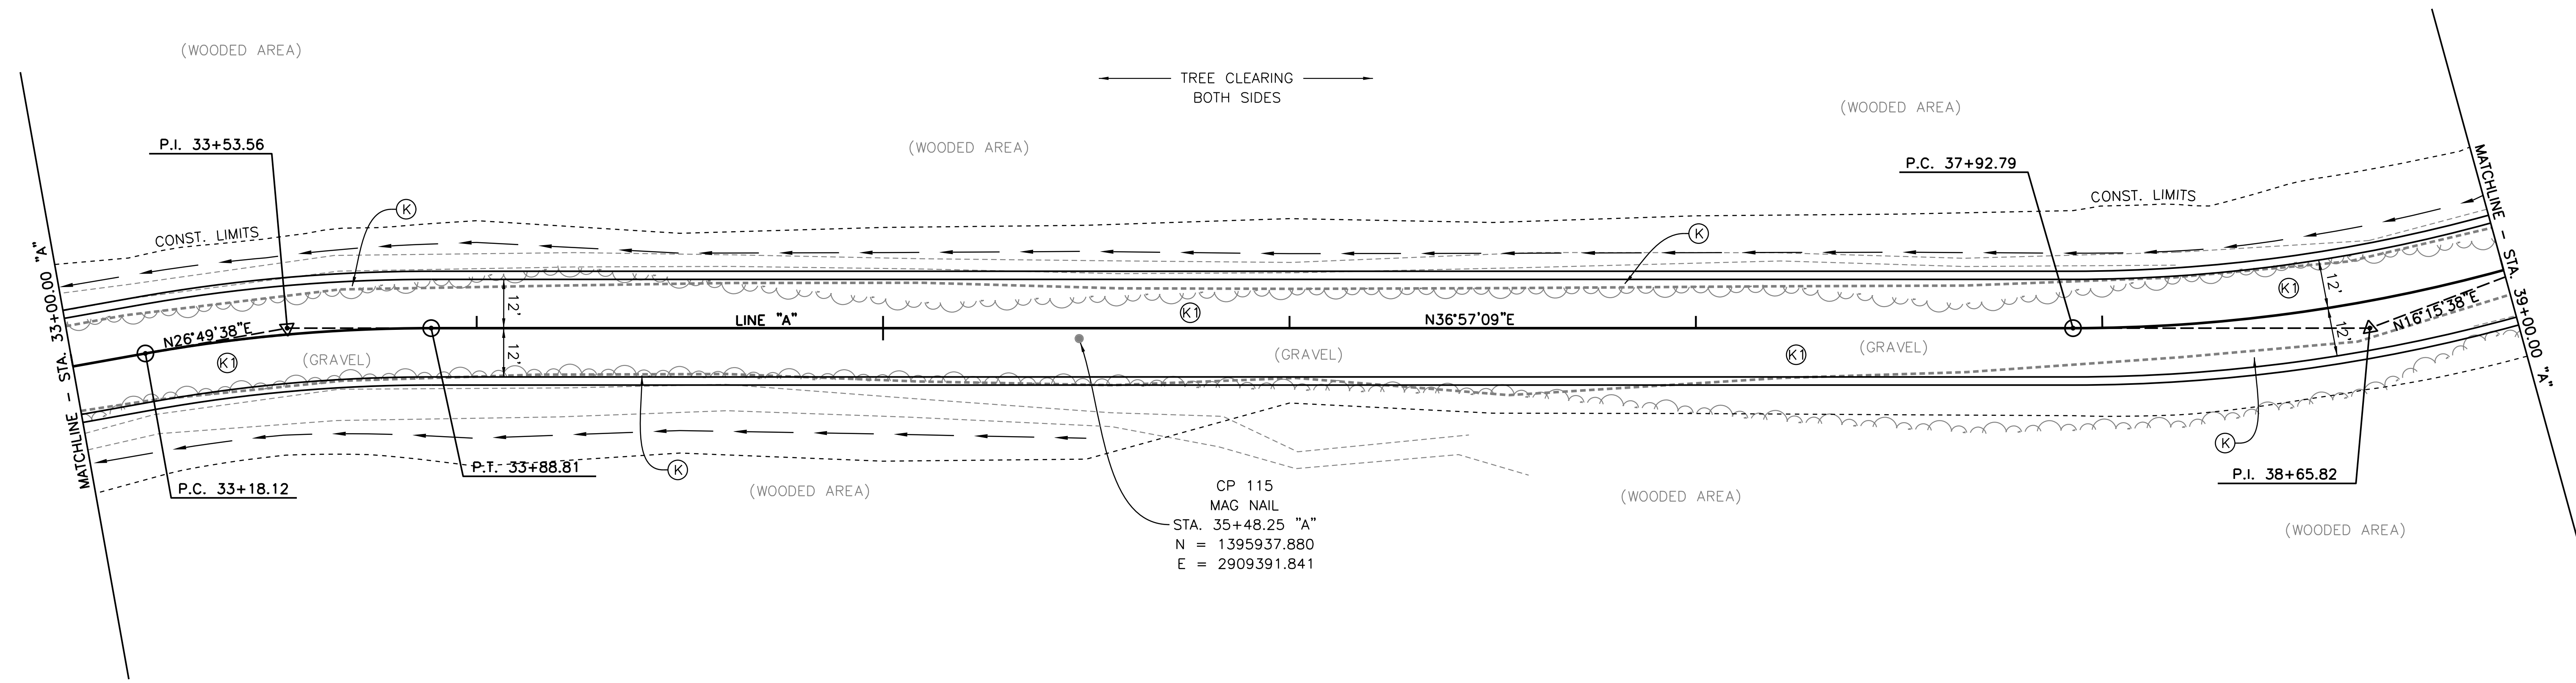 (WOODED AREA)
TREE CLEARING
BOTH SIDES
(WOODED AREA)
(WOODED AREA)
P.I. 33+53.56
P.C. 37+92.79
MATCHLINE - STA. 39+00.00 "A"
CONST. LIMITS
CONST. LIMITS
K
K
MATCHLINE - STA. 33+00.00 "A"
12'
12'
K1
K1
N26°49'38"E
LINE "A"
N36°57'09"E
N16°15'38"E
12'
12'
K1
(GRAVEL)
(GRAVEL)
K1
(GRAVEL)
K
K
P.T. 33+88.81
P.C. 33+18.12
P.I. 38+65.82
(WOODED AREA)
(WOODED AREA)
(WOODED AREA)
CP 115
MAG NAIL
STA. 35+48.25 "A"
N = 1395937.880
E = 2909391.841